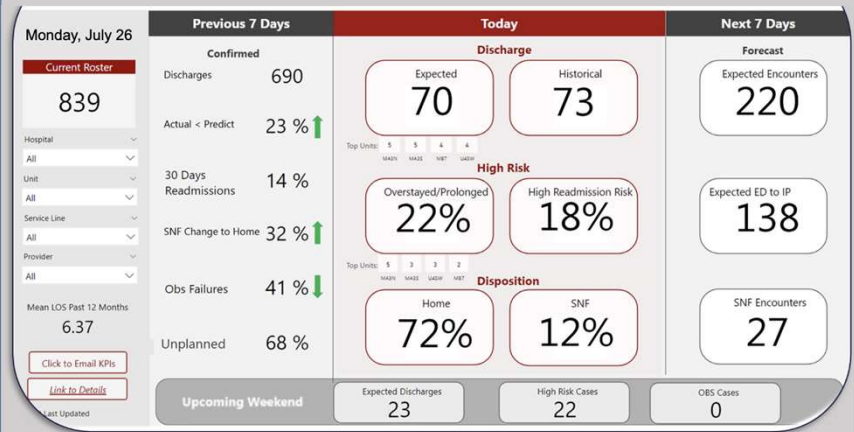 Monday, July 26
Current Roster
839
Hospital
All
Unit
All
Service Line
All
Provider
All
Mean LOS Past 12 Months
6.37
Click to Email KPIs
Link to Details
Last Updated
Previous 7 Days
Confirmed
Discharges 690
Actual < Predict 23 %
30 Days
Readmissions 14 %
SNF Change to Home 32 %
Obs Failures 41 %
Unplanned 68 %
Today
Discharge
Expected
70
Historical
73
Top Units: 5 5 4 4
High Risk
Overstayed/Prolonged
22%
High Readmission Risk
18%
Top Units: 5 3 3 2
Disposition
Home
72%
SNF
12%
Next 7 Days
Forecast
Expected Encounters
220
Expected ED to IP
138
SNF Encounters
27
Upcoming Weekend
Expected Discharges
23
High Risk Cases
22
OBS Cases
0